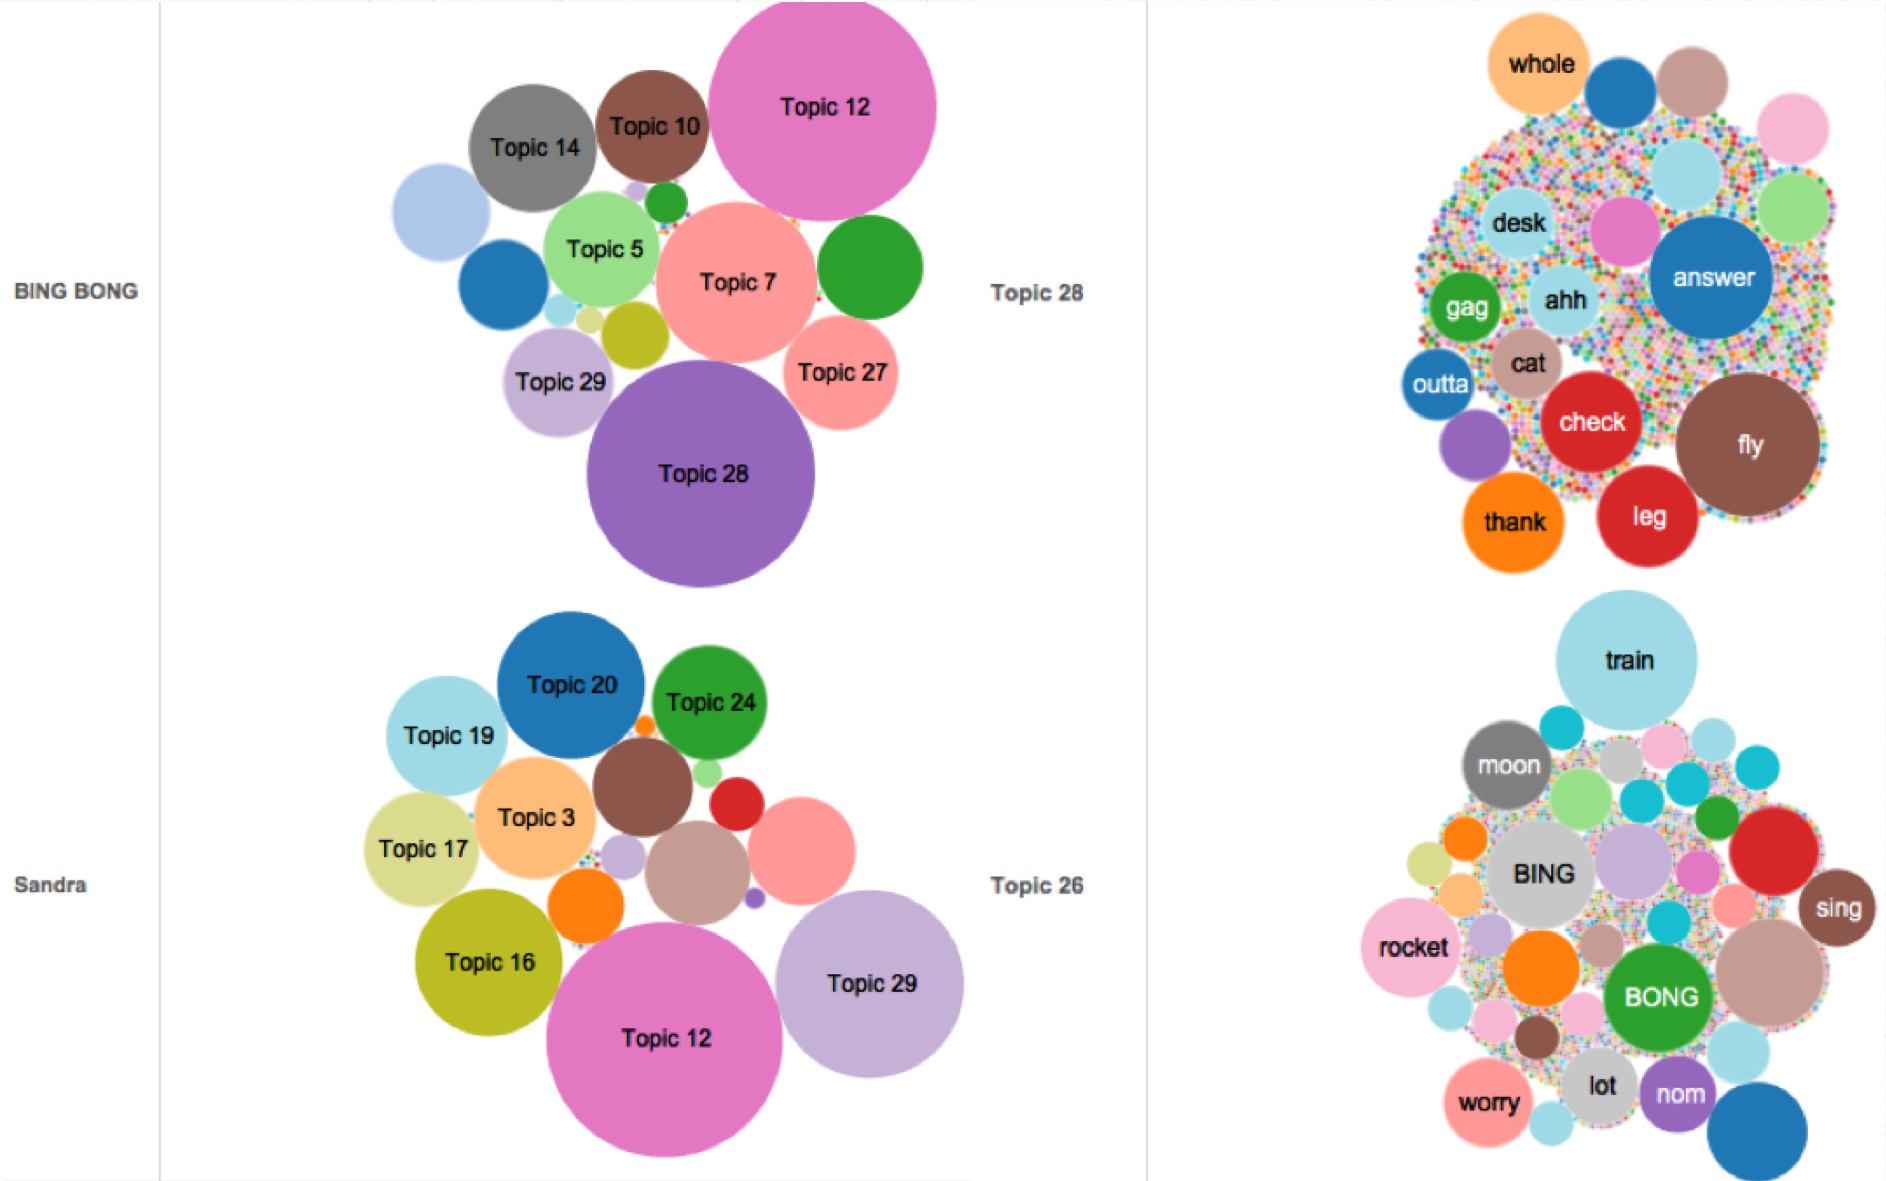 BING BONG
Topic 12
Topic 10
Topic 14
Topic 5
Topic 7
Topic 27
Topic 29
Topic 28
Topic 28
whole
desk
answer
ahh
gag
cat
outta
check
fly
leg
thank
Sandra
Topic 20
Topic 24
Topic 19
Topic 3
Topic 17
Topic 16
Topic 29
Topic 12
Topic 26
train
moon
BING
sing
rocket
BONG
lot
nom
worry